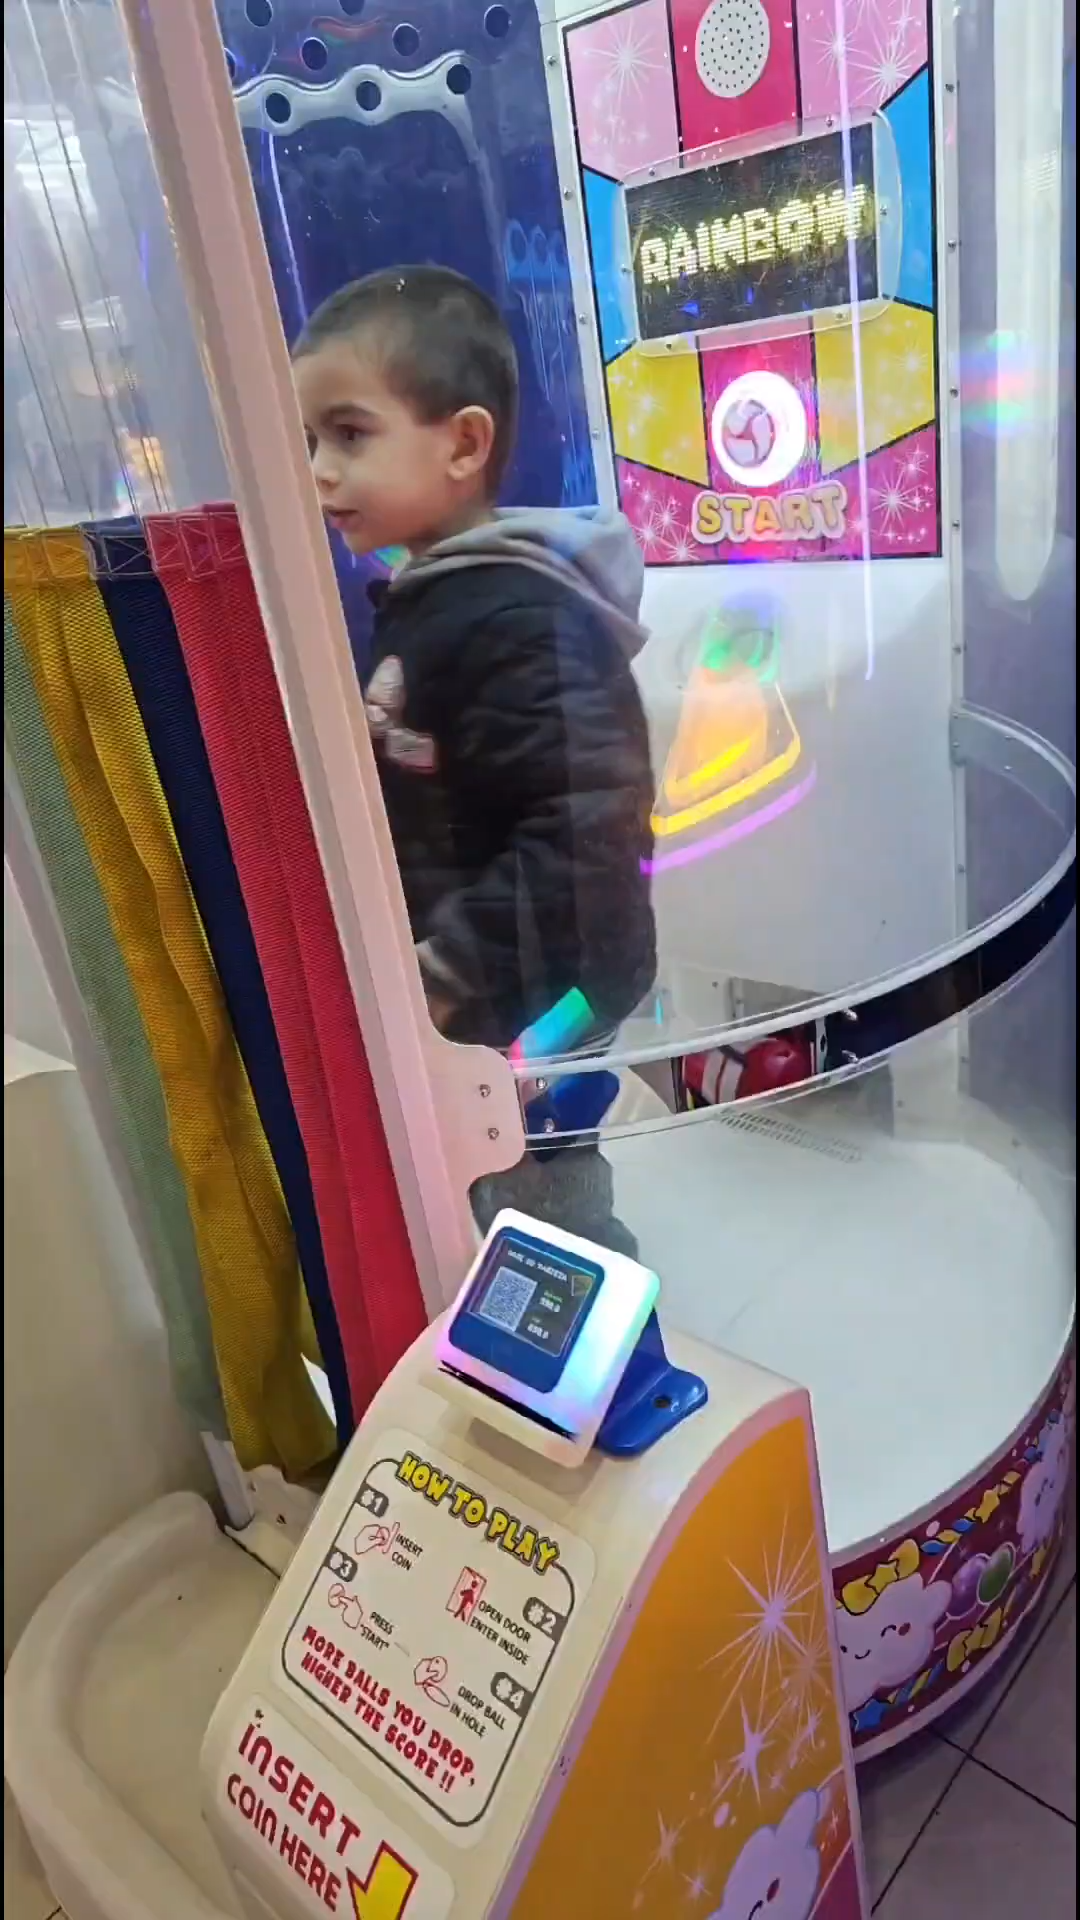 RAINBOW
START
HOW TO PLAY
#1
INSERT
COIN
#2
OPEN DOOR
ENTER INSIDE
#3
PRESS
"START"
#4
DROP BALL
IN HOLE
MORE BALLS YOU DROP,
HIGHER THE SCORE !!
INSERT
COIN HERE